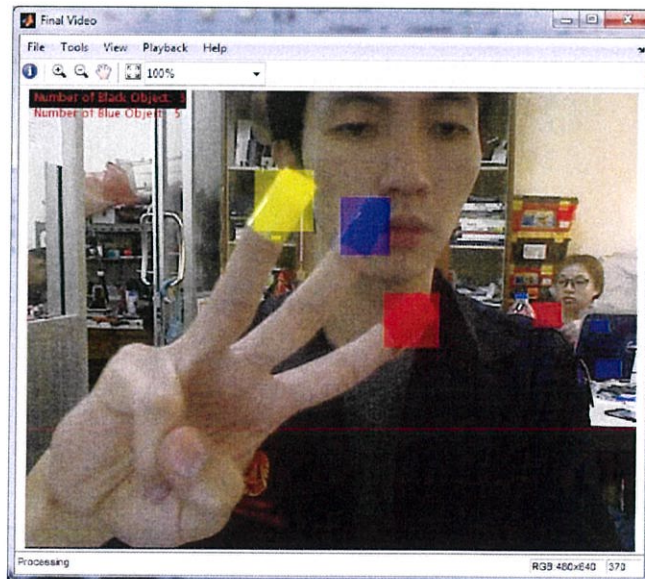 Final Video
File Tools View Playback Help
100%
Number of Black Object: 5
Number of Blue Object: 5
Processing
RGB:480x640 370